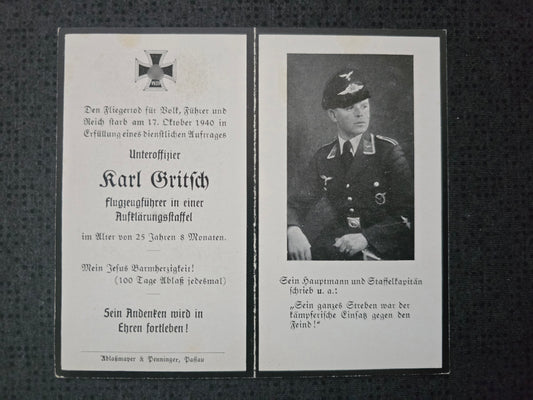 Den Fliegertod für Volk, Führer und
Reich starb am 17. Oktober 1940 in
Erfüllung eines dienstlichen Auftrages
Unteroffizier
Karl Gritsch
Flugzeugführer in einer
Aufklärungsstaffel
im Alter von 25 Jahren 8 Monaten.
Mein Jesus Barmherzigkeit!
(100 Tage Ablaß jedesmal)
Sein Andenken wird in
Ehren fortleben!
Ablaßmayer & Penninger, Passau
Sein Hauptmann und Staffelkapitän
schrieb u. a.:
„Sein ganzes Streben war der
kämpferische Einsatz gegen den
Feind!“